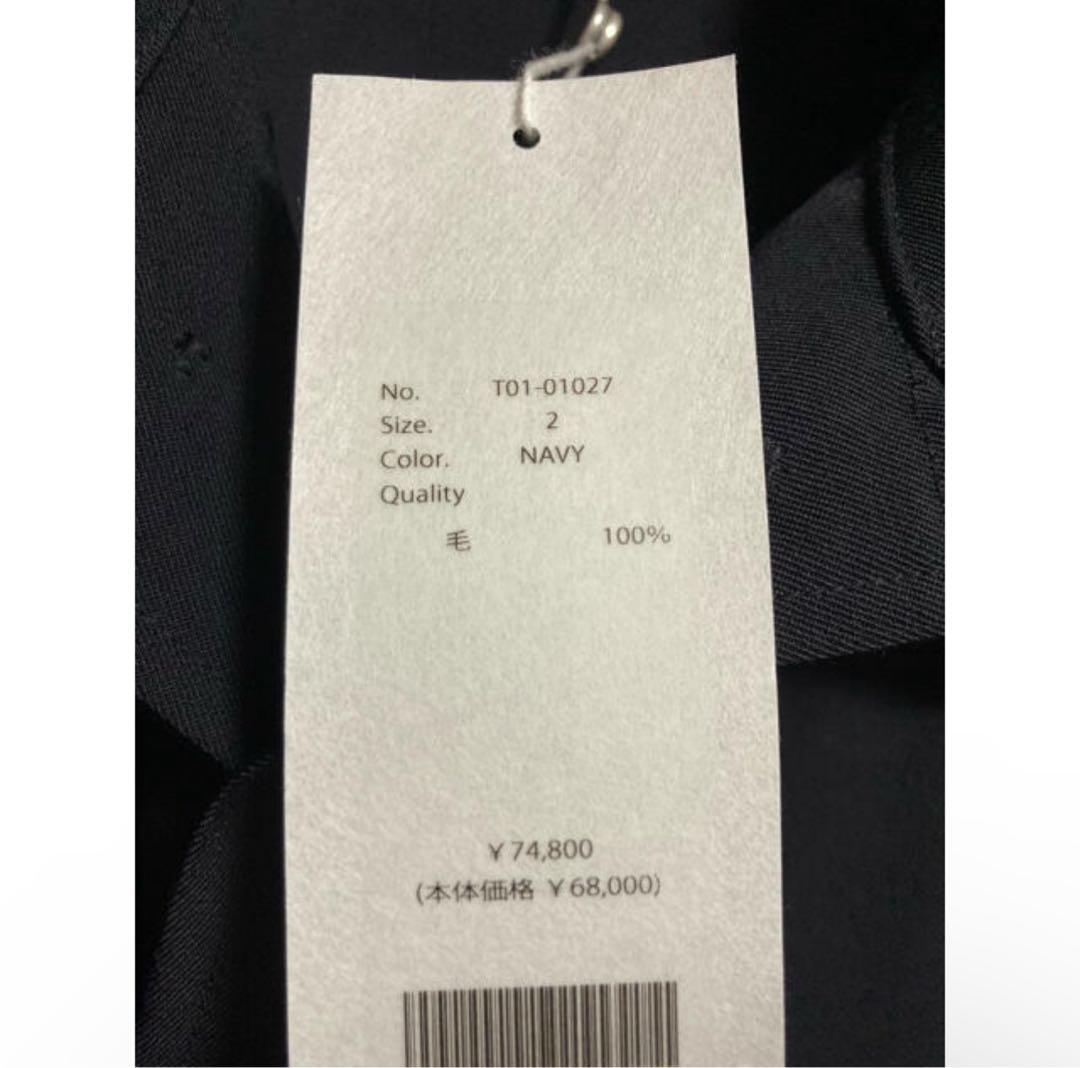 No. T01-01027
Size. 2
Color. NAVY
Quality
毛 100%
¥74,800
(本体価格 ¥68,000)